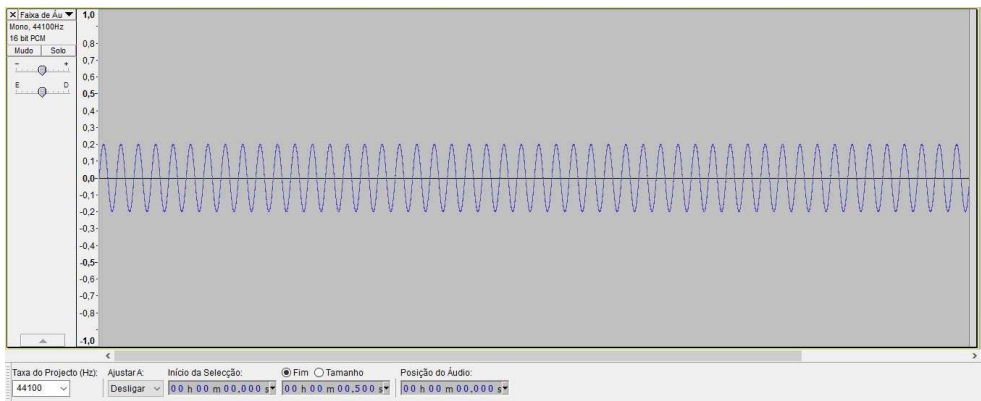 Faixa de Áu
Mono, 44100Hz
16 bit PCM
Mudo Solo
- +
E D
1,0
0,8
0,7
0,6
0,5
0,4
0,3
0,2
0,1
0,0
-0,1
-0,2
-0,3
-0,4
-0,5
-0,6
-0,7
-0,8
-1,0
Taxa do Projecto (Hz): Ajustar A: Início da Selecção: Fim Tamanho Posição do Áudio:
44100 Desligar 00 h 00 m 00,000 s 00 h 00 m 00,500 s 00 h 00 m 00,000 s